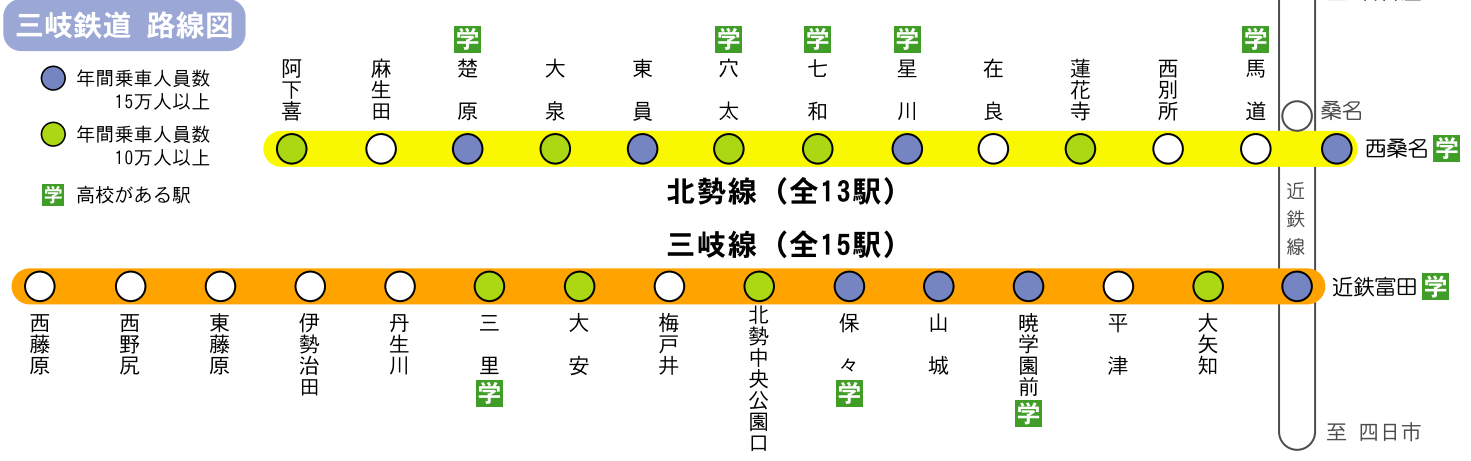 三岐鉄道 路線図
年間乗車人員数
15万人以上
年間乗車人員数
10万人以上
学 高校がある駅
学
学
学
学
学
阿下喜
麻生田
楚原
大泉
東員
穴太
七和
星川
在良
蓮花寺
西別所
馬道
桑名
西桑名 学
北勢線（全13駅）
近鉄線
三岐線（全15駅）
近鉄富田 学
西藤原
西野尻
東藤原
伊勢治田
丹生川
三里
大安
梅戸井
北勢中央公園口
保々
山城
暁学園前
平津
大矢知
学
学
学
至 四日市